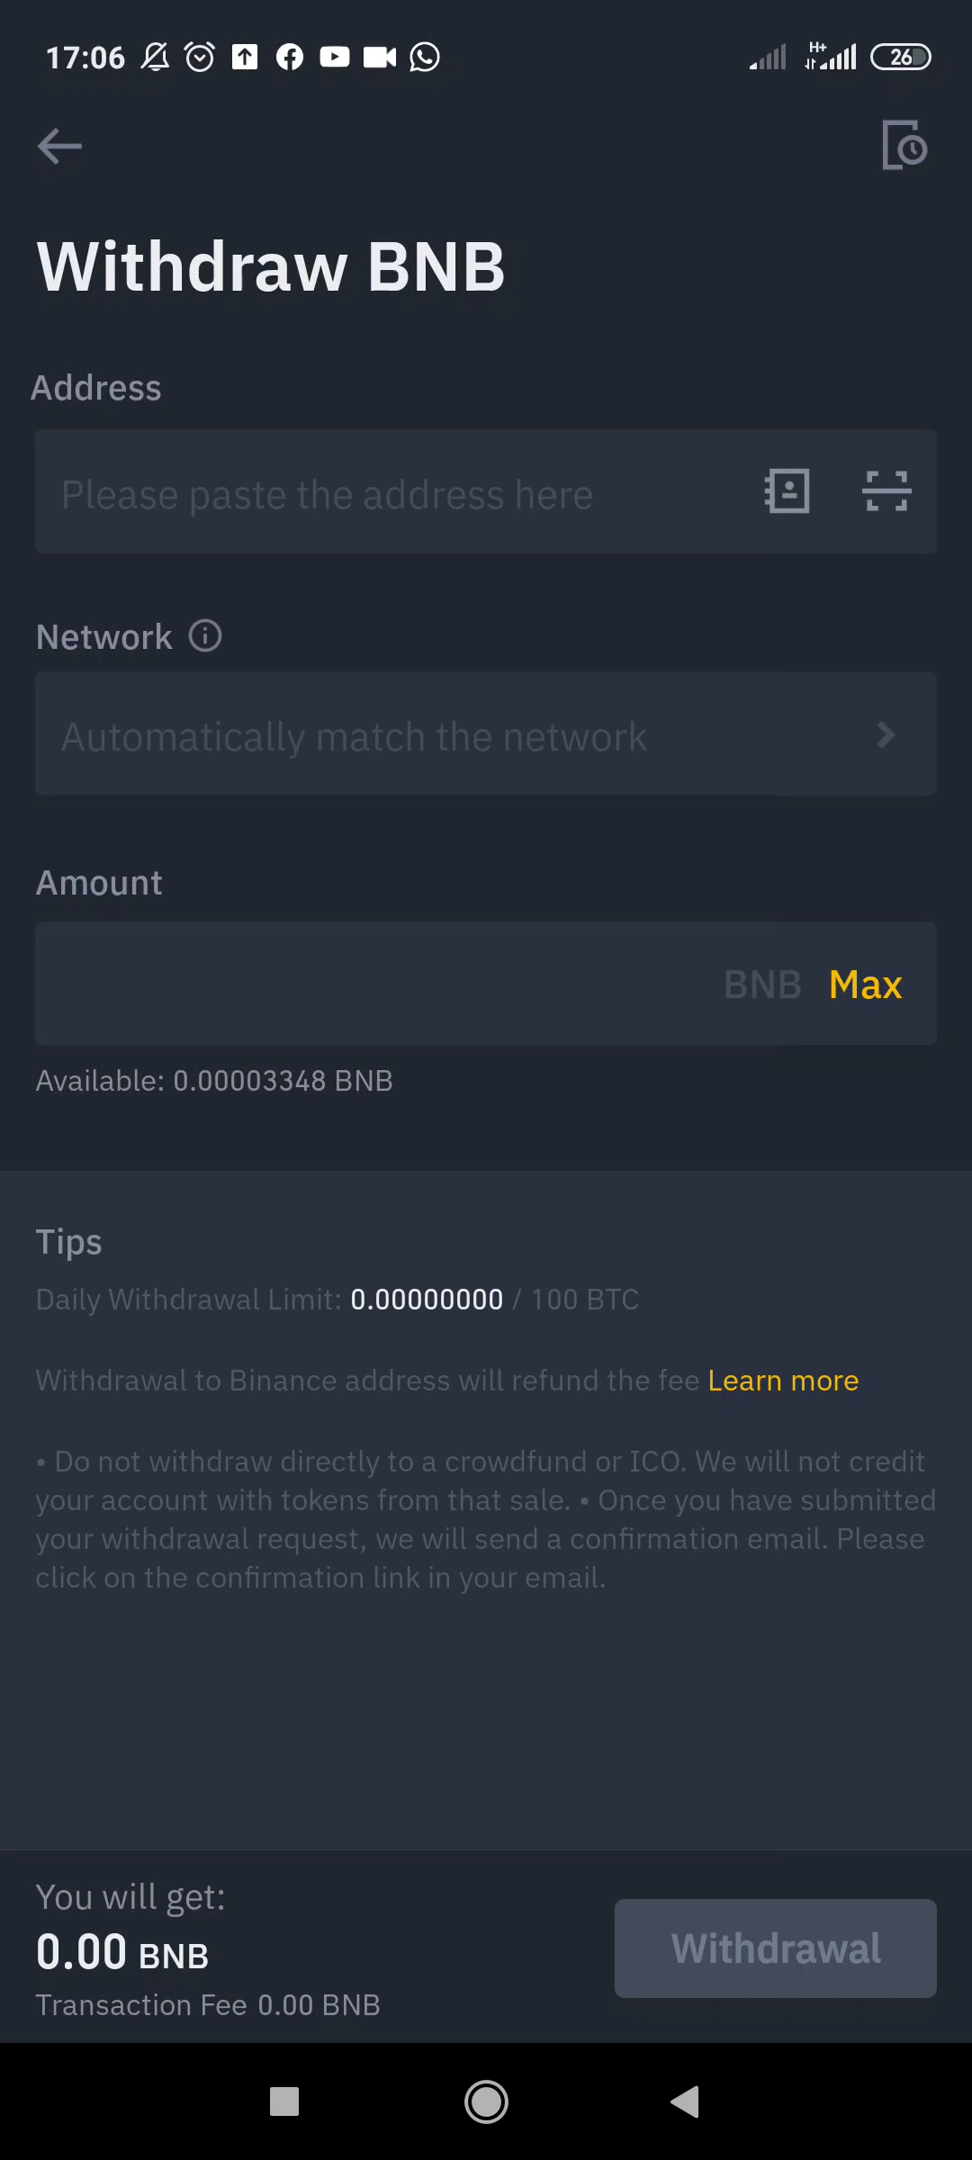 17:06
H+
26
Withdraw BNB
Address
Please paste the address here
Network
Automatically match the network
Amount
BNB Max
Available: 0.00003348 BNB
Tips
Daily Withdrawal Limit: 0.00000000 / 100 BTC
Withdrawal to Binance address will refund the fee Learn more
• Do not withdraw directly to a crowdfund or ICO. We will not credit
your account with tokens from that sale. • Once you have submitted
your withdrawal request, we will send a confirmation email. Please
click on the confirmation link in your email.
You will get:
0.00 BNB
Transaction Fee 0.00 BNB
Withdrawal